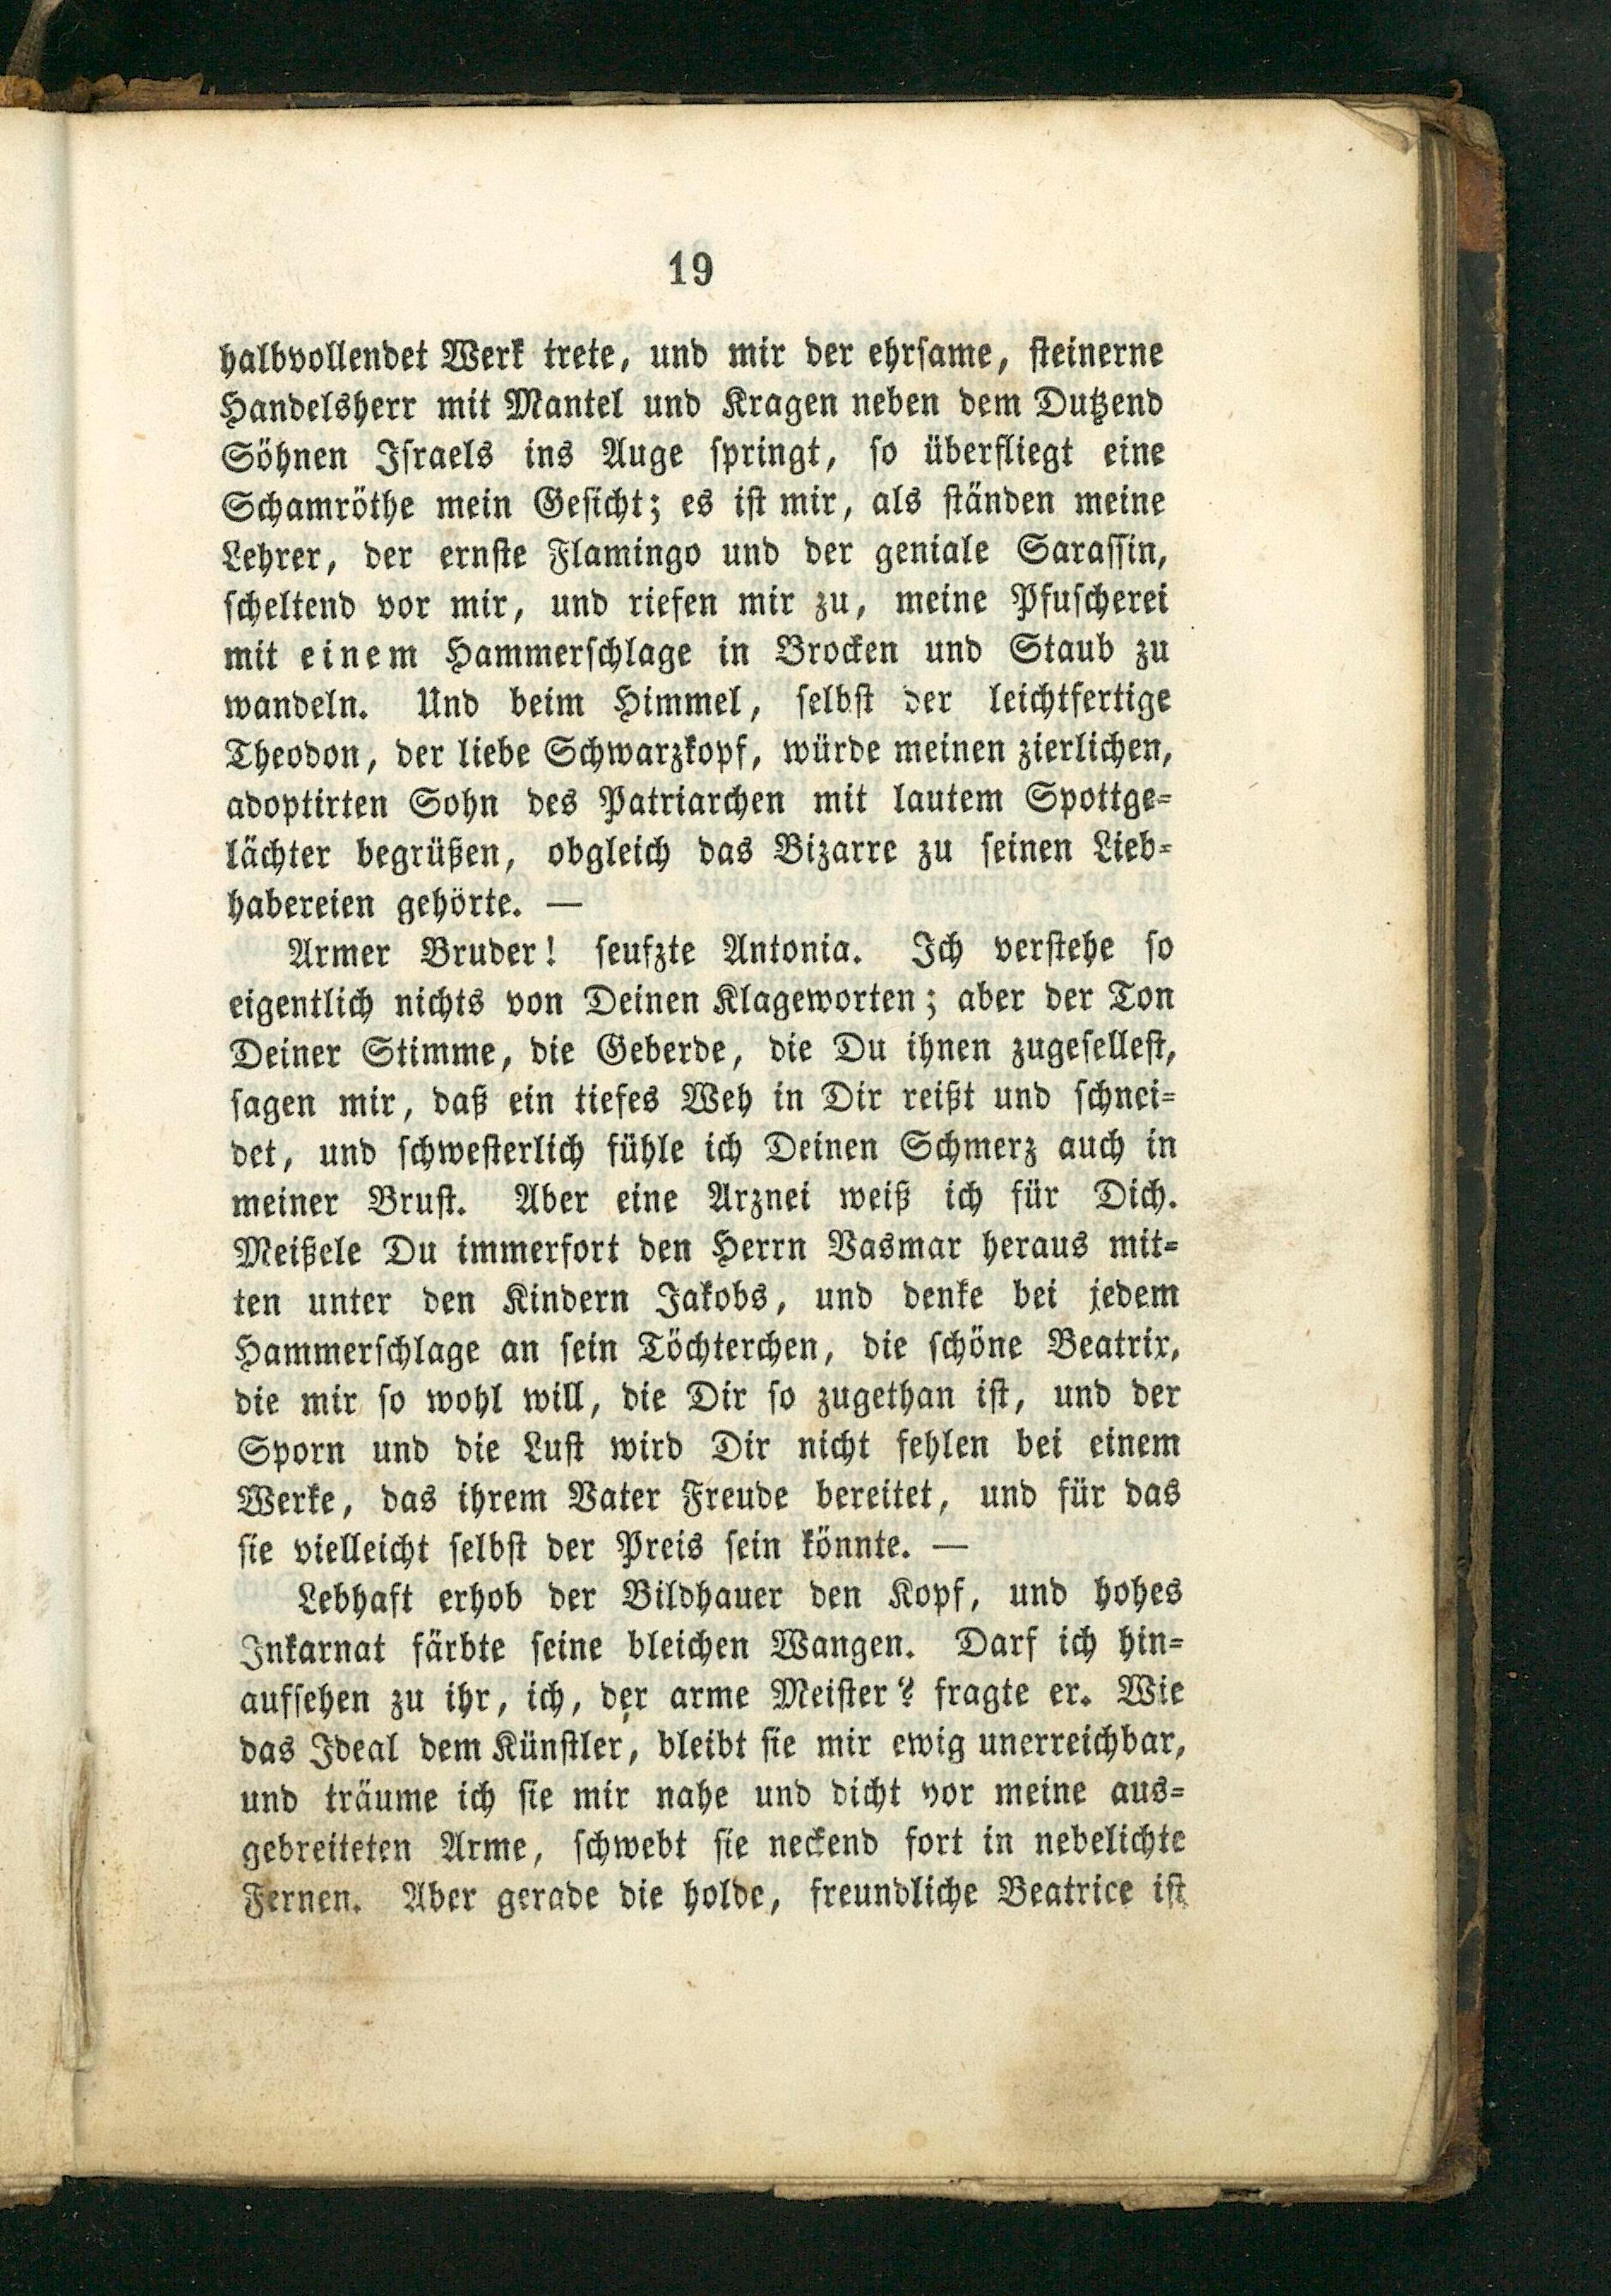 19
halbvollendet Werk trete, und mir der ehrsame, steinerne
Handelsherr mit Mantel und Kragen neben dem Dutzend
Söhnen Israels ins Auge springt, so überfliegt eine
Schamröthe mein Gesicht; es ist mir, als ständen meine
Lehrer, der ernste Flamingo und der geniale Sarassin,
scheltend vor mir, und riefen mir zu, meine Pfuscherei
mit einem Hammerschlage in Brocken und Staub zu
wandeln. Und beim Himmel, selbst der leichtfertige
Theodon, der liebe Schwarzkopf, würde meinen zierlichen,
adoptirten Sohn des Patriarchen mit lautem Spottge-
lächter begrüßen, obgleich das Bizarre zu seinen Lieb-
habereien gehörte. —
Armer Bruder! seufzte Antonia. Ich verstehe so
eigentlich nichts von Deinen Klageworten; aber der Ton
Deiner Stimme, die Geberde, die Du ihnen zugesellest,
sagen mir, daß ein tiefes Weh in Dir reißt und schnei-
det, und schwesterlich fühle ich Deinen Schmerz auch in
meiner Brust. Aber eine Arznei weiß ich für Dich.
Meißele Du immerfort den Herrn Vasmar heraus mit-
ten unter den Kindern Jakobs, und denke bei jedem
Hammerschlage an sein Töchterchen, die schöne Beatrix,
die mir so wohl will, die Dir so zugethan ist, und der
Sporn und die Lust wird Dir nicht fehlen bei einem
Werke, das ihrem Vater Freude bereitet, und für das
sie vielleicht selbst der Preis sein könnte. —
Lebhaft erhob der Bildhauer den Kopf, und hohes
Inkarnat färbte seine bleichen Wangen. Darf ich hin-
aufsehen zu ihr, ich, der arme Meister? fragte er. Wie
das Ideal dem Künstler, bleibt sie mir ewig unerreichbar,
und träume ich sie mir nahe und dicht vor meine aus-
gebreiteten Arme, schwebt sie neckend fort in nebelichte
Fernen. Aber gerade die holde, freundliche Beatrice ist